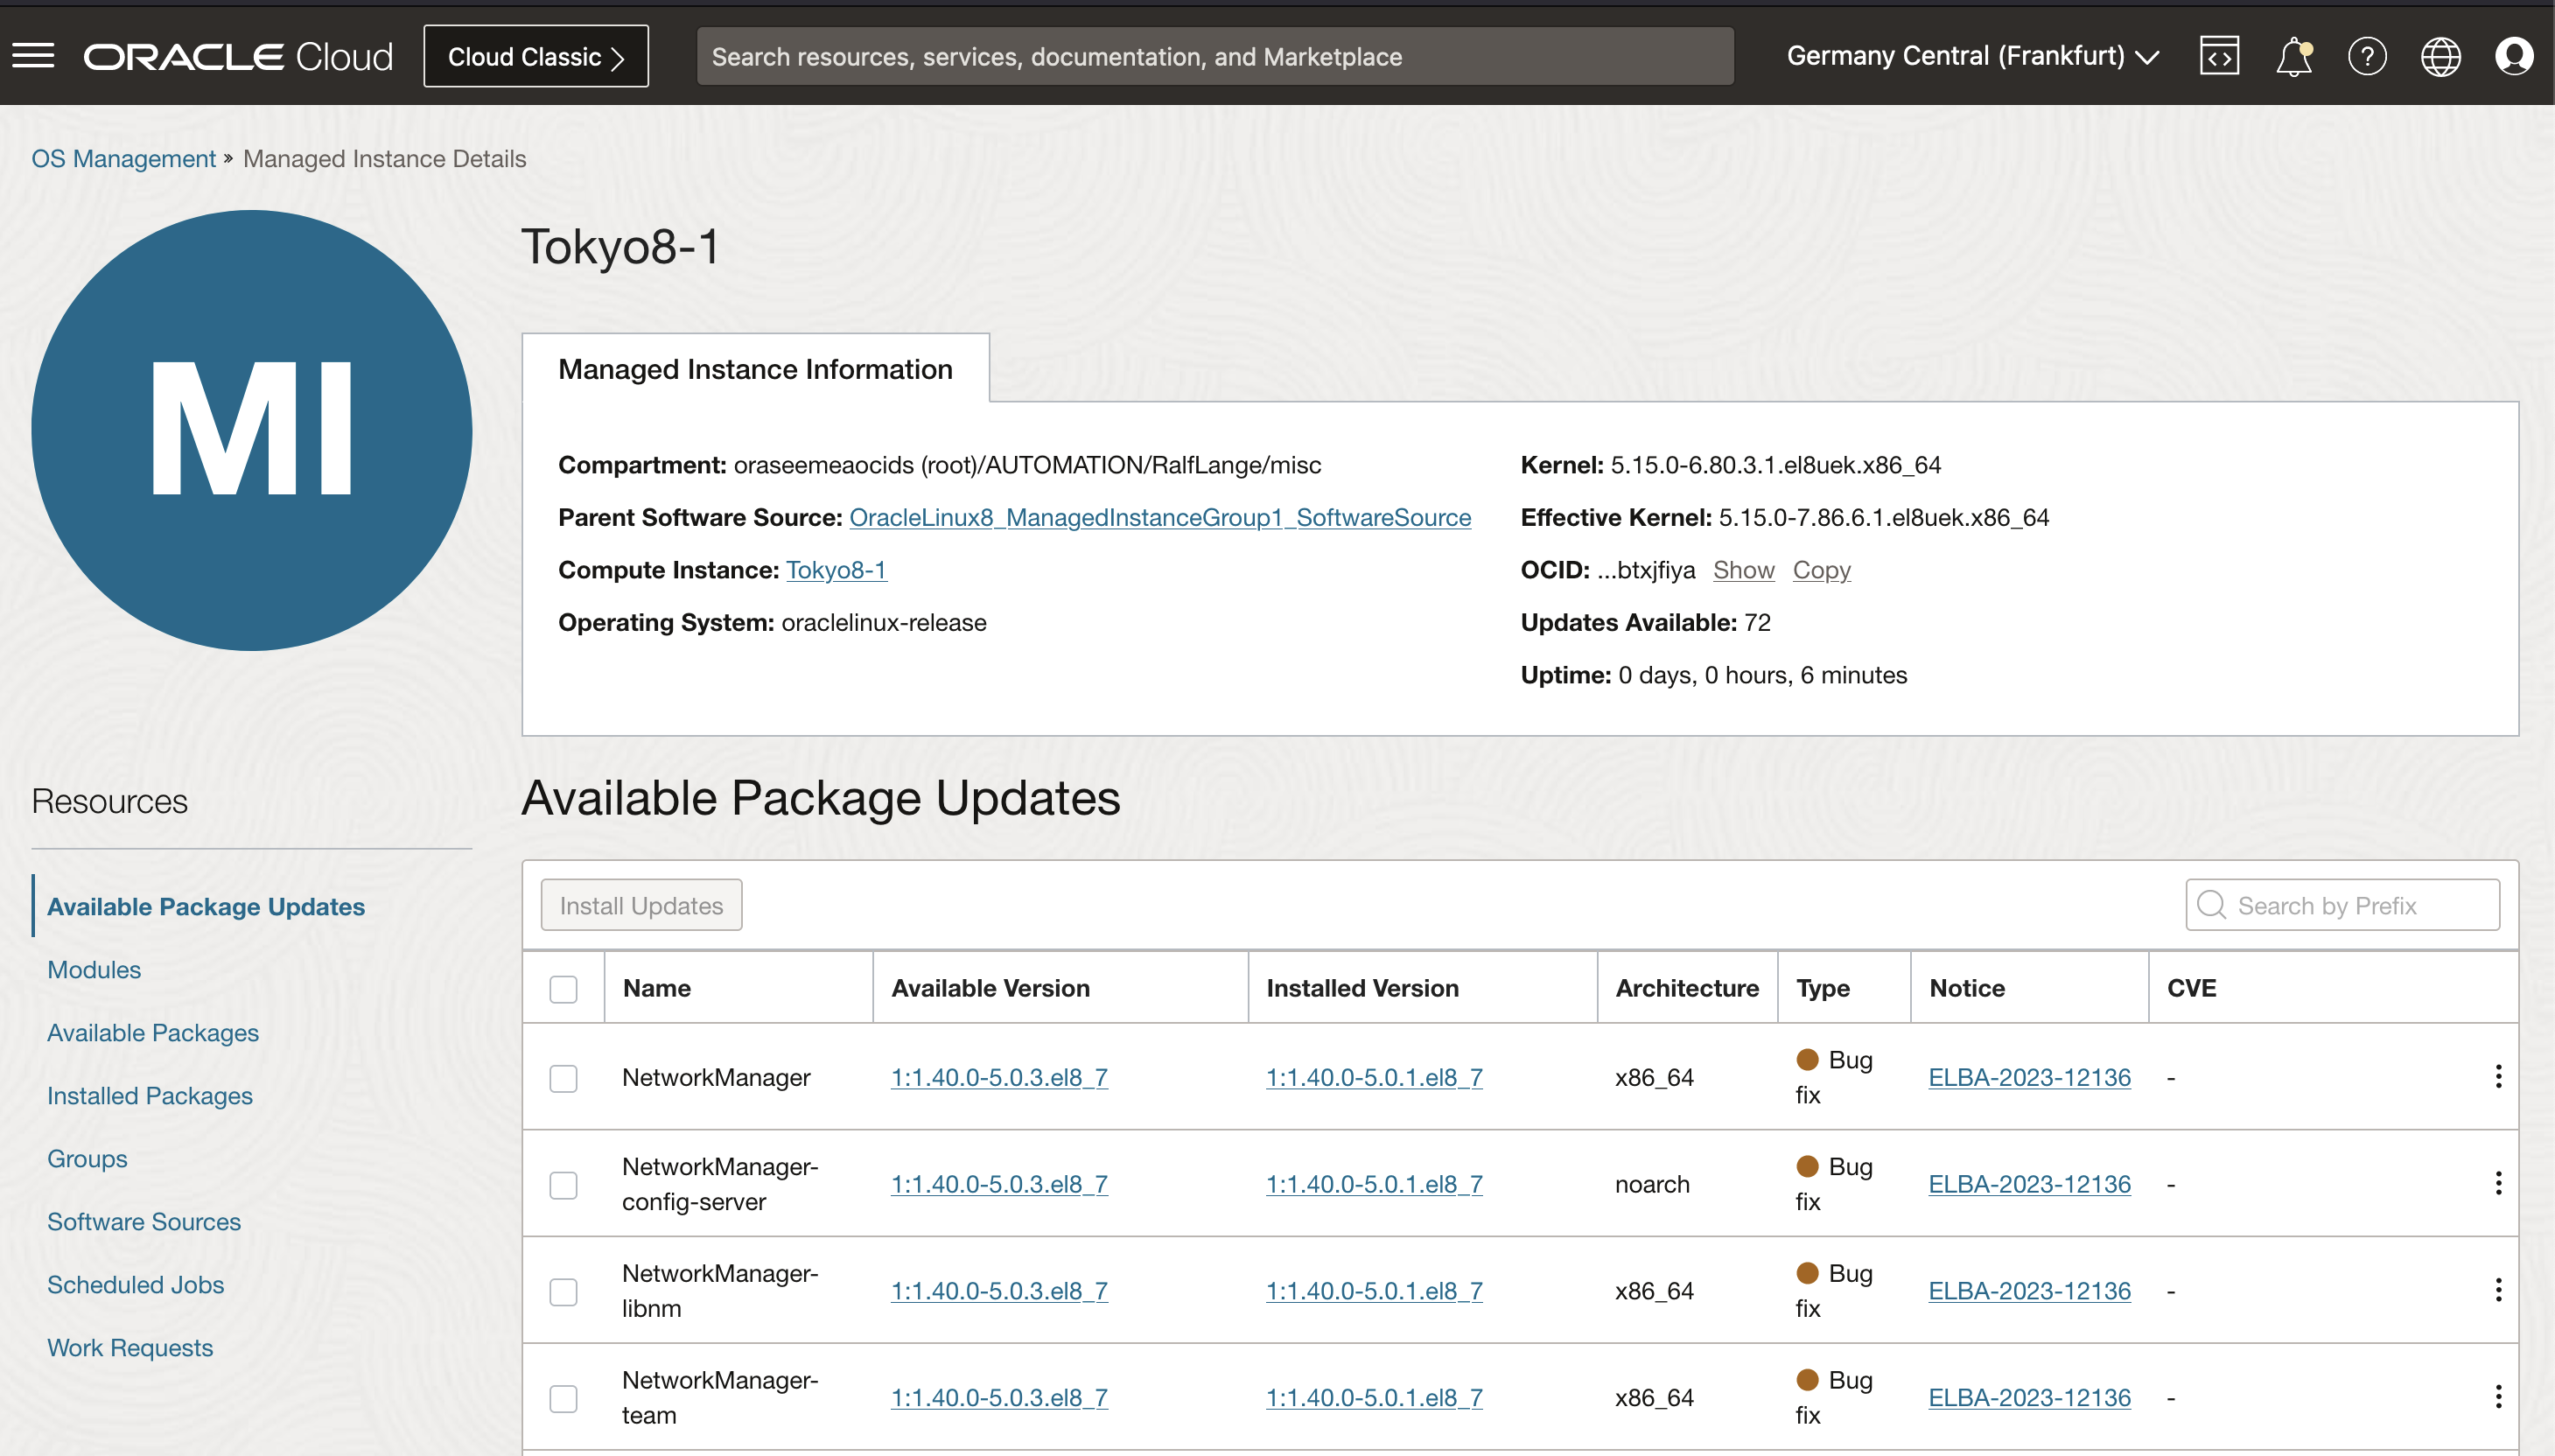 ORACLE Cloud
Cloud Classic
Search resources, services, documentation, and Marketplace
Germany Central (Frankfurt)
OS Management » Managed Instance Details
MI
Tokyo8-1
Managed Instance Information
Compartment: oraseemeaocids (root)/AUTOMATION/RalfLange/misc
Parent Software Source: OracleLinux8_ManagedInstanceGroup1_SoftwareSource
Compute Instance: Tokyo8-1
Operating System: oraclelinux-release
Kernel: 5.15.0-6.80.3.1.el8uek.x86_64
Effective Kernel: 5.15.0-7.86.6.1.el8uek.x86_64
OCID: ...btxjfiya Show Copy
Updates Available: 72
Uptime: 0 days, 0 hours, 6 minutes
Resources
Available Package Updates
Modules
Available Packages
Installed Packages
Groups
Software Sources
Scheduled Jobs
Work Requests
Available Package Updates
Install Updates
Search by Prefix
Name Available Version Installed Version Architecture Type Notice CVE
NetworkManager 1:1.40.0-5.0.3.el8_7 1:1.40.0-5.0.1.el8_7 x86_64 Bug fix ELBA-2023-12136 -
NetworkManager-config-server 1:1.40.0-5.0.3.el8_7 1:1.40.0-5.0.1.el8_7 noarch Bug fix ELBA-2023-12136 -
NetworkManager-libnm 1:1.40.0-5.0.3.el8_7 1:1.40.0-5.0.1.el8_7 x86_64 Bug fix ELBA-2023-12136 -
NetworkManager-team 1:1.40.0-5.0.3.el8_7 1:1.40.0-5.0.1.el8_7 x86_64 Bug fix ELBA-2023-12136 -